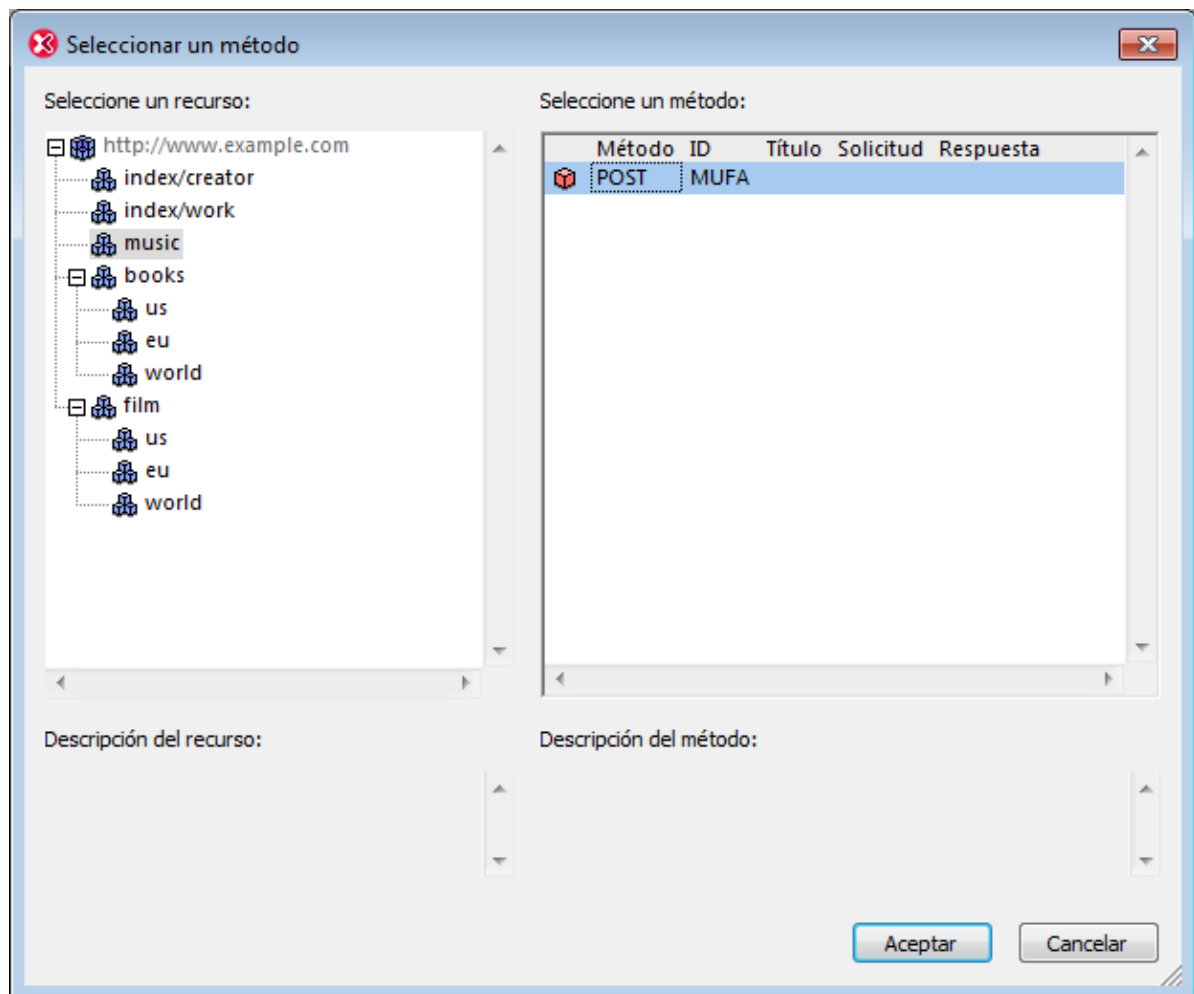 Seleccionar un método
Seleccione un recurso:
http://www.example.com
index/creator
index/work
music
books
us
eu
world
film
us
eu
world
Seleccione un método:
Método ID Título Solicitud Respuesta
POST MUFA
Descripción del recurso:
Descripción del método:
Aceptar Cancelar